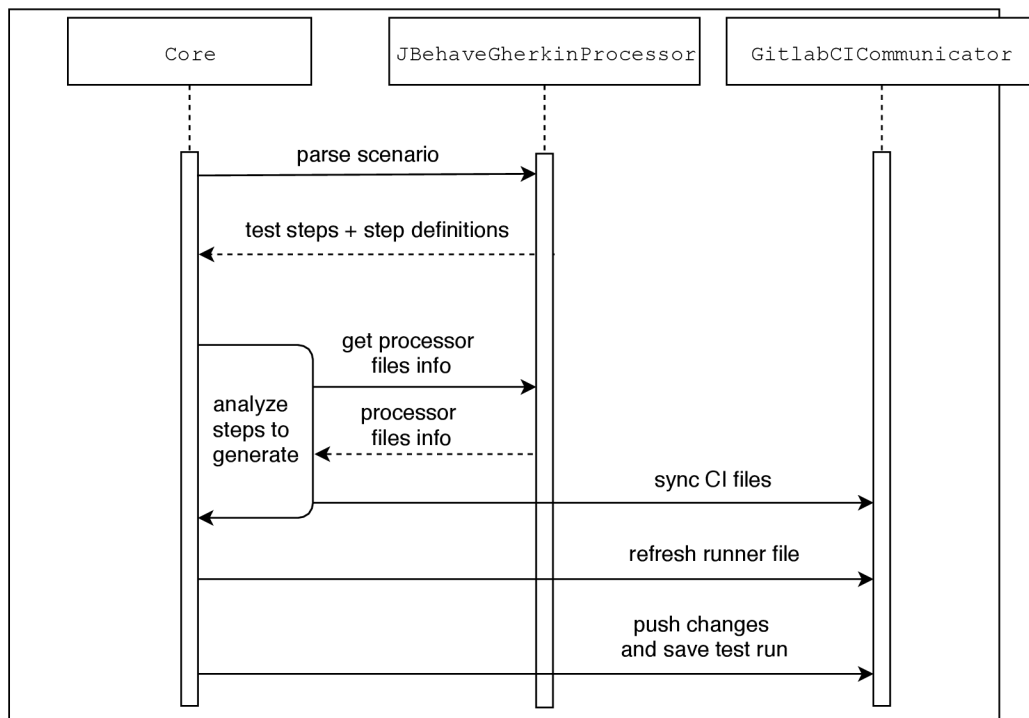 Core
JBehaveGherkinProcessor
GitlabCICommunicator
parse scenario
test steps + step definitions
get processor
files info
analyze
steps to
generate
processor
files info
sync CI files
refresh runner file
push changes
and save test run